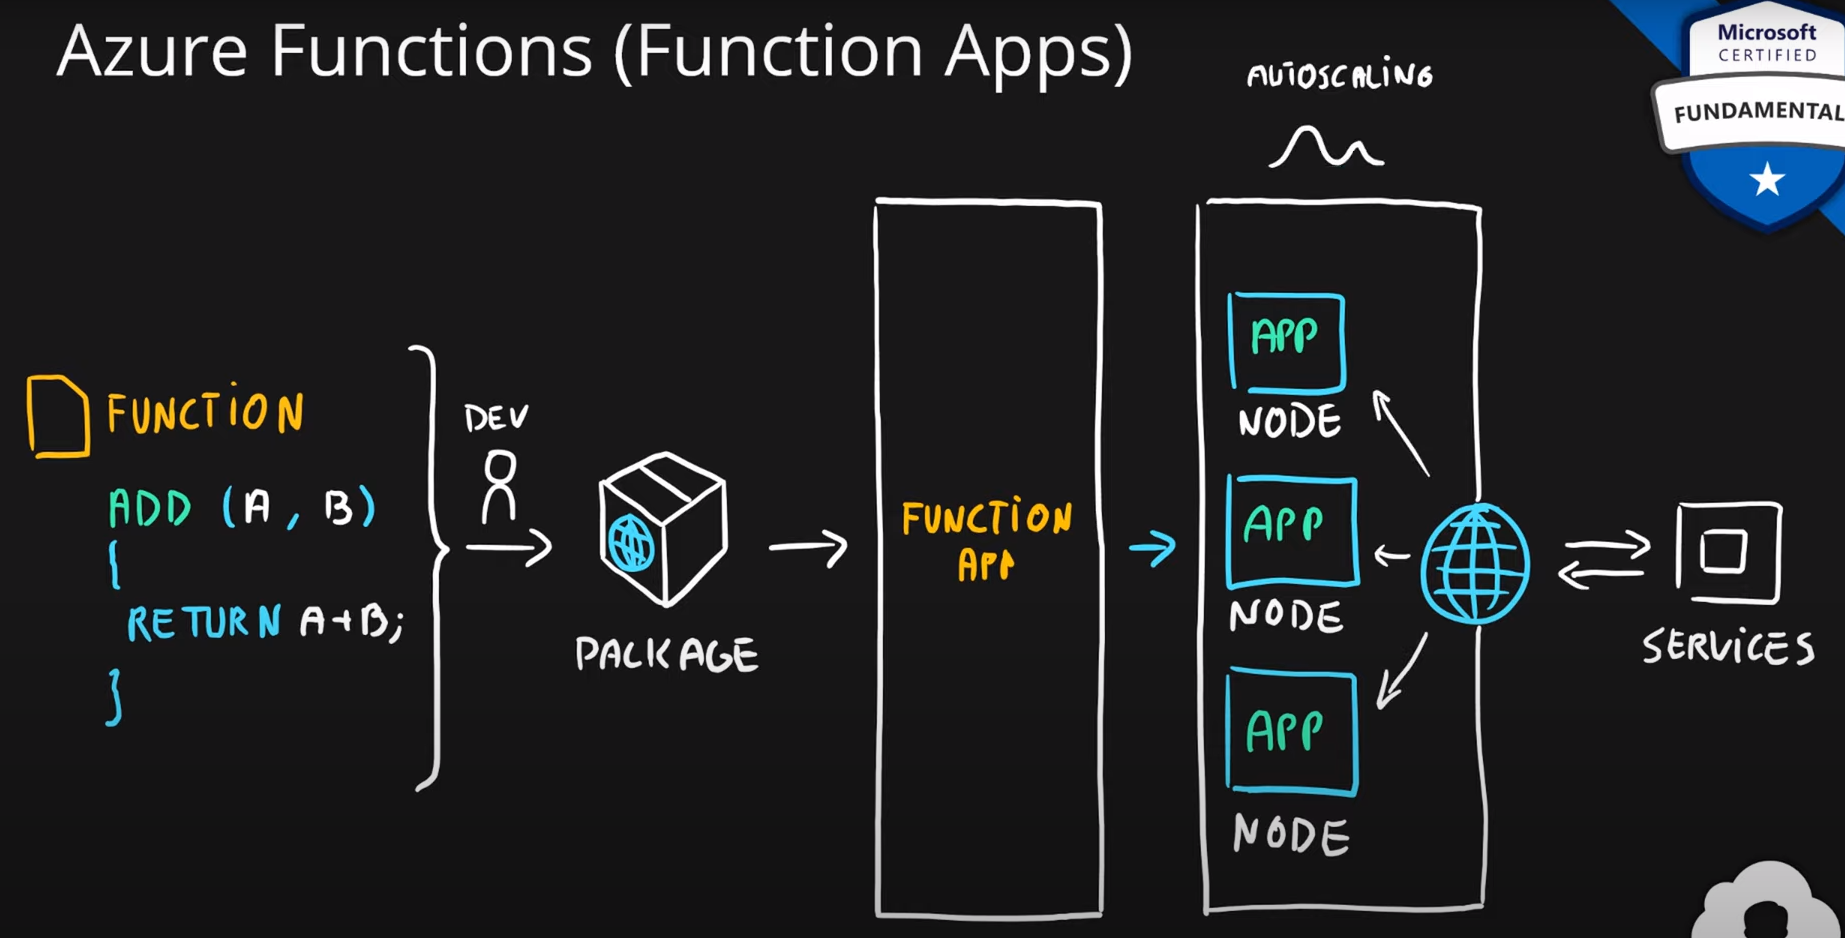 Azure Functions (Function Apps)
AUTOSCALING
Microsoft
CERTIFIED
FUNDAMENTAL
FUNCTION
ADD (A, B)
{
RETURN A+B;
}
DEV
PACKAGE
FUNCTION
APP
APP
NODE
APP
NODE
APP
NODE
SERVICES